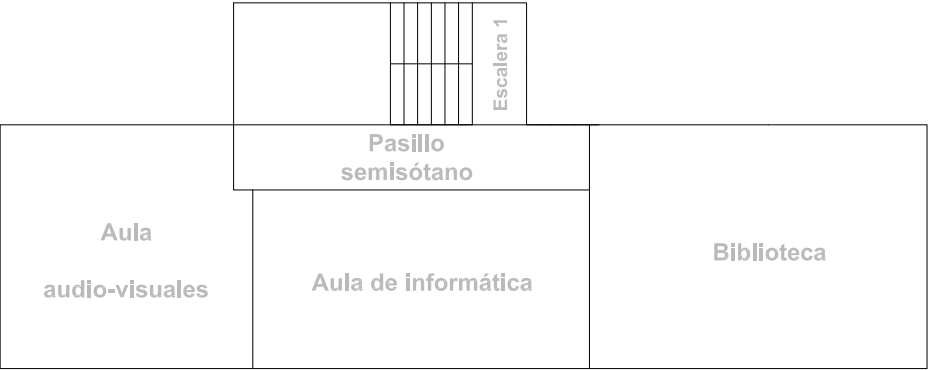 Escalera 1
Pasillo
semisótano
Aula
audio-visuales
Aula de informática
Biblioteca